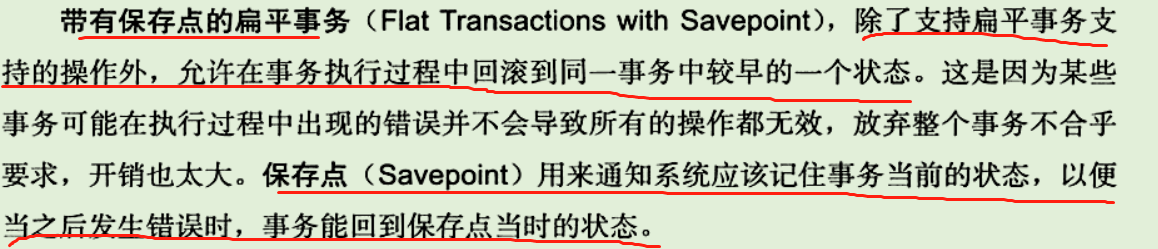 带有保存点的扁平事务（Flat Transactions with Savepoint），除了支持扁平事务支
持的操作外，允许在事务执行过程中回滚到同一事务中较早的一个状态。这是因为某些
事务可能在执行过程中出现的错误并不会导致所有的操作都无效，放弃整个事务不合乎
要求，开销也太大。保存点（Savepoint）用来通知系统应该记住事务当前的状态，以便
当之后发生错误时，事务能回到保存点当时的状态。